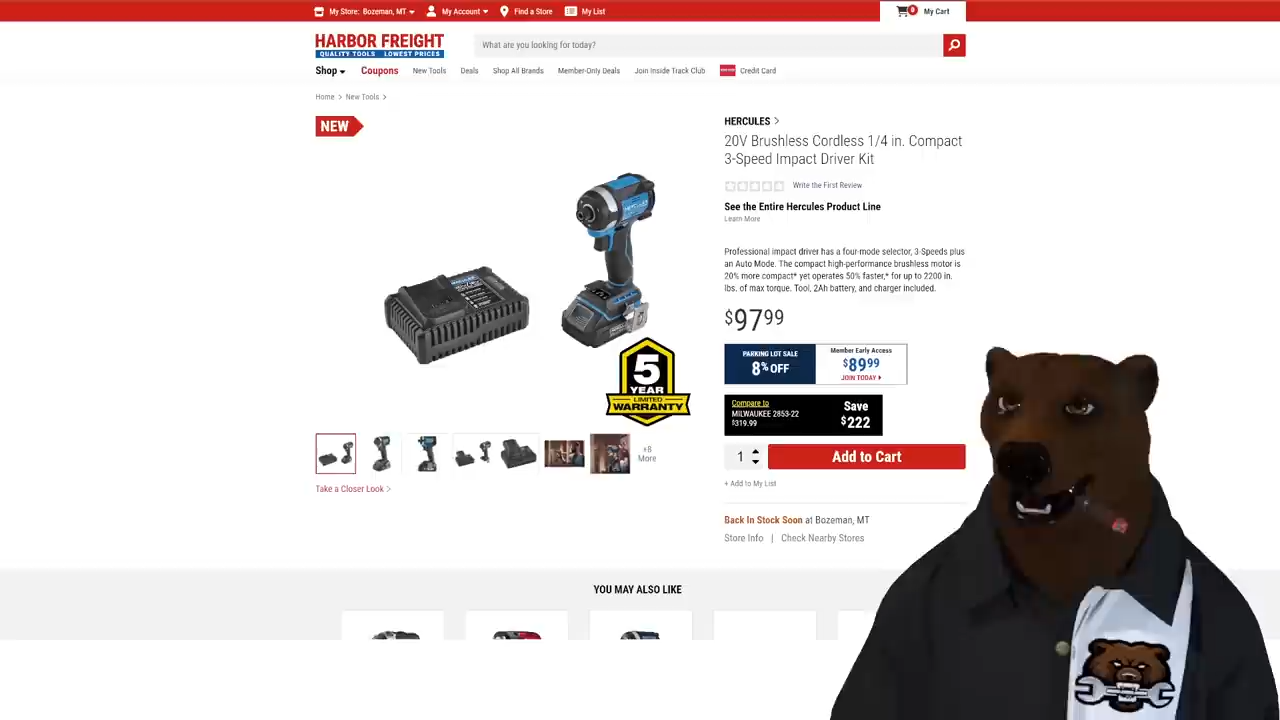 My Store: Bozeman, MT
My Account
Find a Store
My List
0
My Cart
HARBOR FREIGHT
QUALITY TOOLS LOWEST PRICES
What are you looking for today?
Shop
Coupons
New Tools
Deals
Shop All Brands
Member-Only Deals
Join Inside Track Club
Credit Card
Home > New Tools >
NEW
HERCULES >
20V Brushless Cordless 1/4 in. Compact
3-Speed Impact Driver Kit
Write the First Review
See the Entire Hercules Product Line
Learn More
Professional impact driver has a four-mode selector, 3-Speeds plus
an Auto Mode. The compact high-performance brushless motor is
20% more compact* yet operates 50% faster,* for up to 2200 in.
lbs. of max torque. Tool, 2Ah battery, and charger included.
$9799
PARKING LOT SALE
8% OFF
Member Early Access
$8999
JOIN TODAY
Compare to
MILWAUKEE 2853-22
$319.99
Save
$222
HERCULES
5
YEAR
LIMITED
WARRANTY
+8
More
Take a Closer Look >
1
Add to Cart
+ Add to My List
Back In Stock Soon at Bozeman, MT
Store Info | Check Nearby Stores
YOU MAY ALSO LIKE